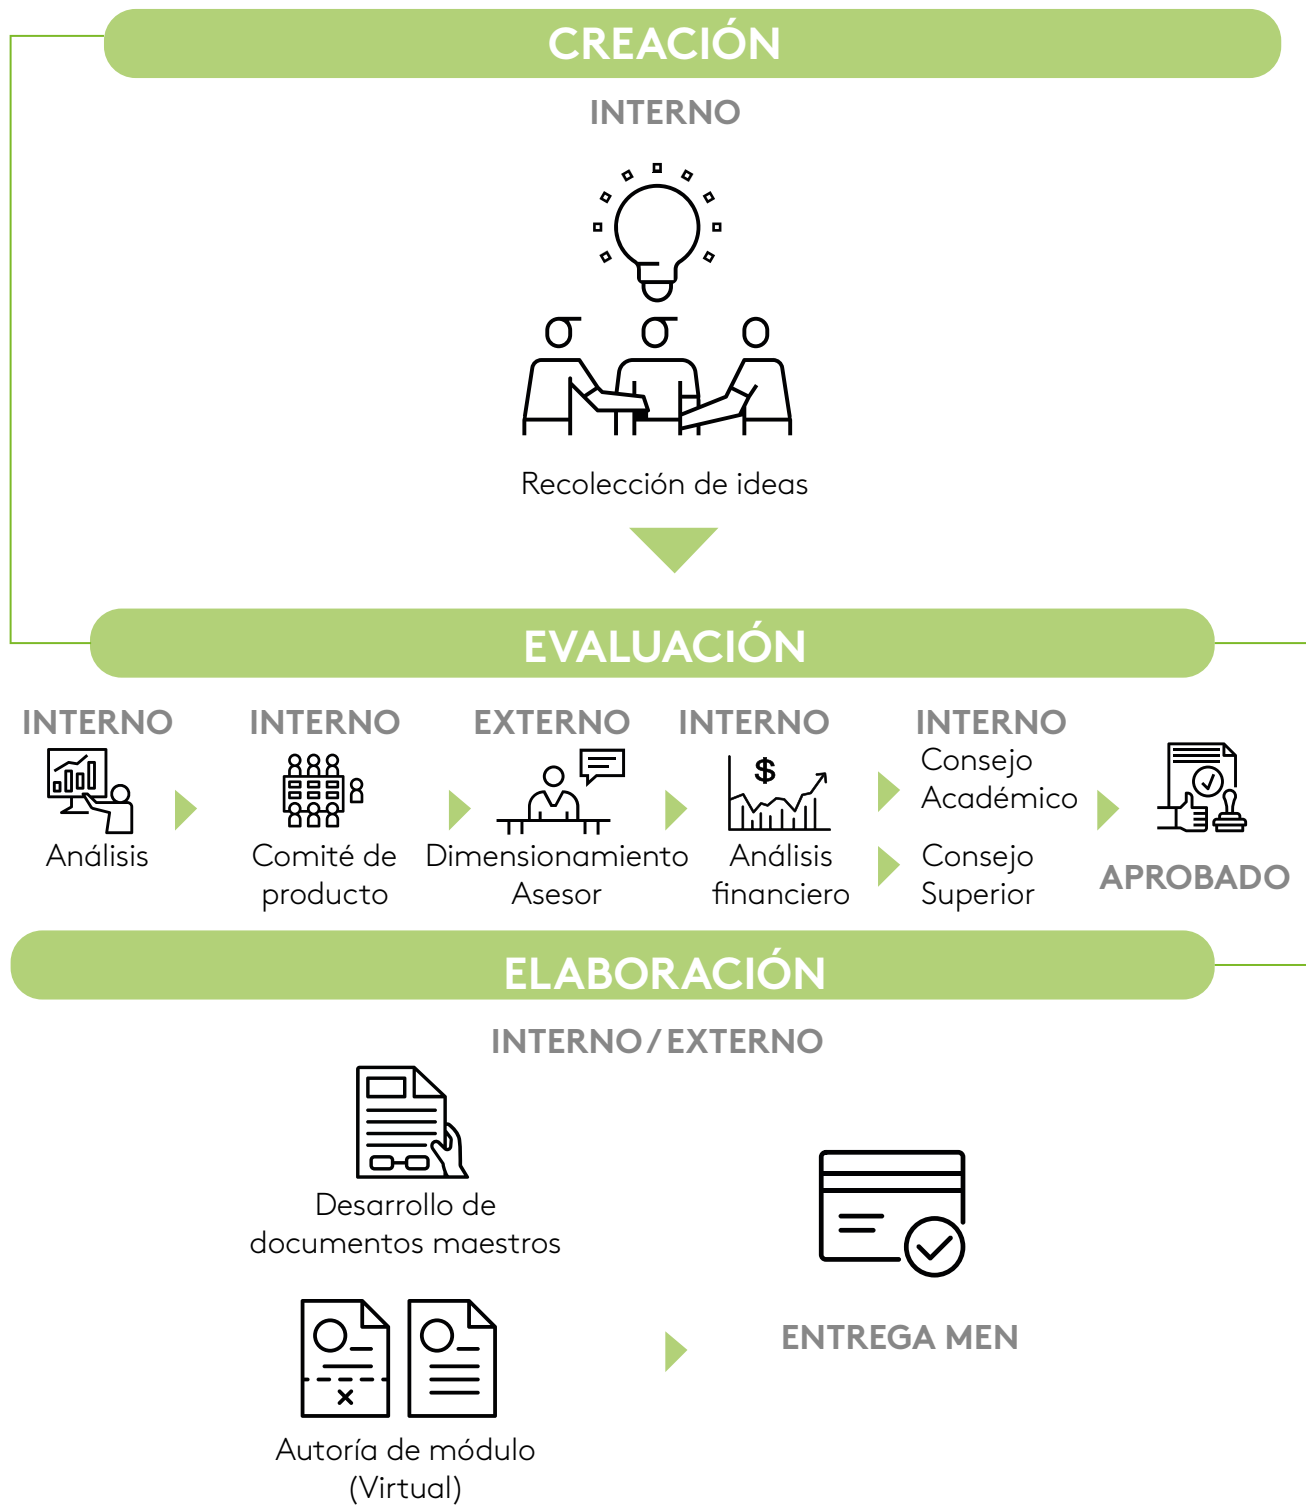 CREACIÓN
INTERNO
Recolección de ideas
EVALUACIÓN
INTERNO
Análisis
INTERNO
Comité de
producto
EXTERNO
Dimensionamiento
Asesor
INTERNO
$
Análisis
financiero
INTERNO
Consejo
Académico
Consejo
Superior
APROBADO
ELABORACIÓN
INTERNO / EXTERNO
Desarrollo de
documentos maestros
Autoría de módulo
(Virtual)
ENTREGA MEN